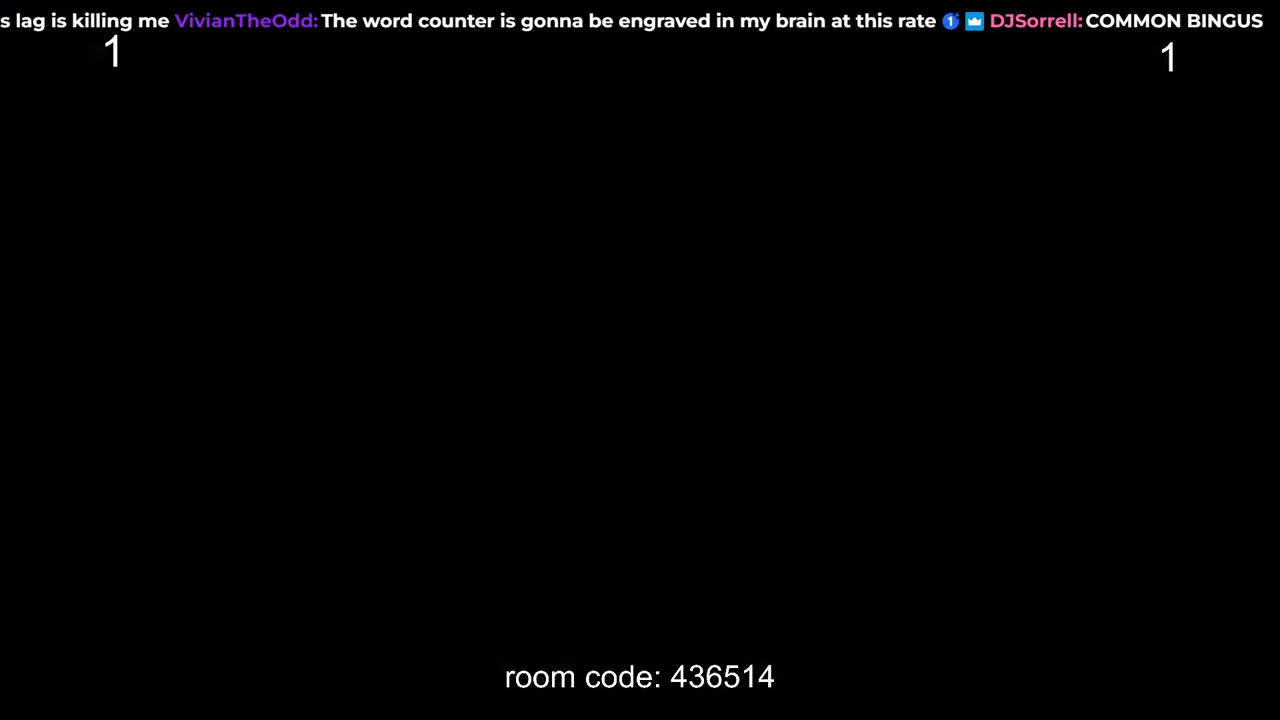 s lag is killing me VivianTheOdd: The word counter is gonna be engraved in my brain at this rate 1 DJSorrell: COMMON BINGUS
1 1
room code: 436514